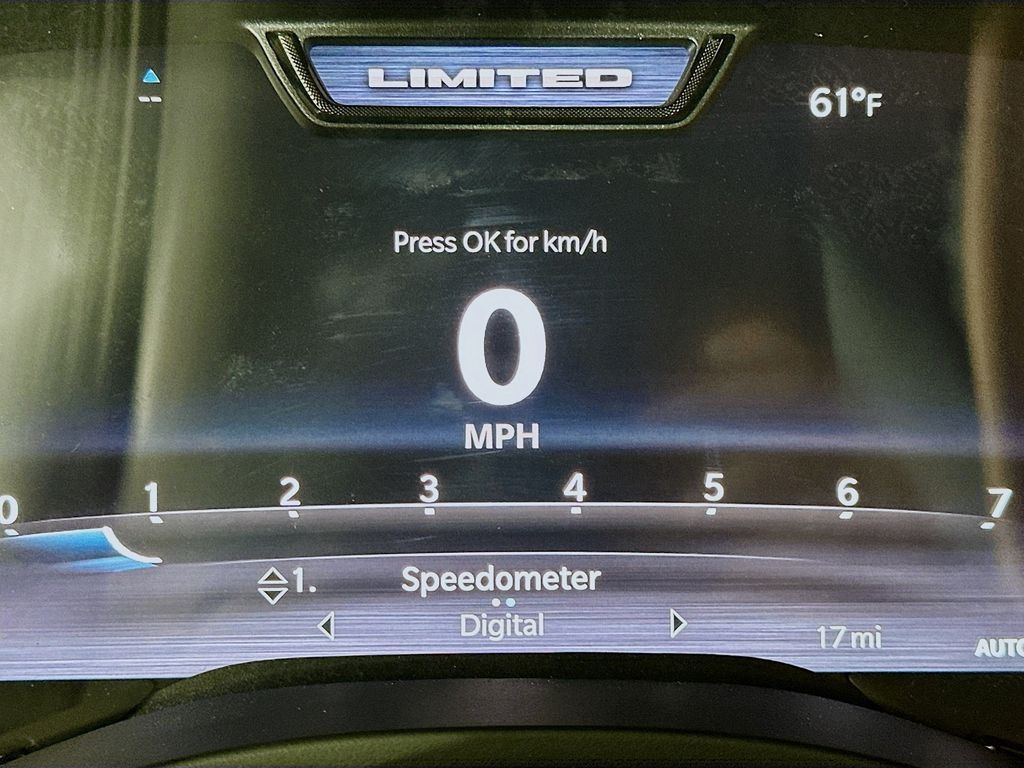 LIMITED
61°F
Press OK for km/h
0
MPH
0 1 2 3 4 5 6 7
1. Speedometer
Digital
17 mi
AUTO